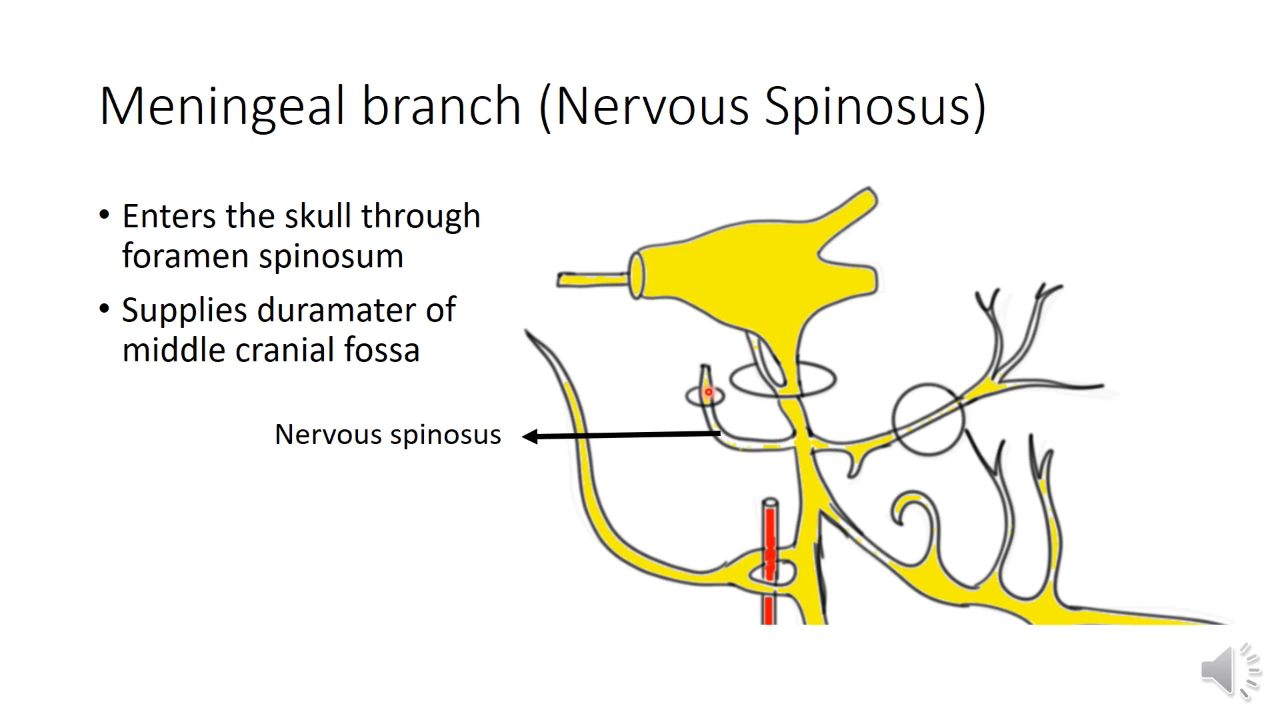 Meningeal branch (Nervous Spinosus)
• Enters the skull through
foramen spinosum
• Supplies duramater of
middle cranial fossa
Nervous spinosus